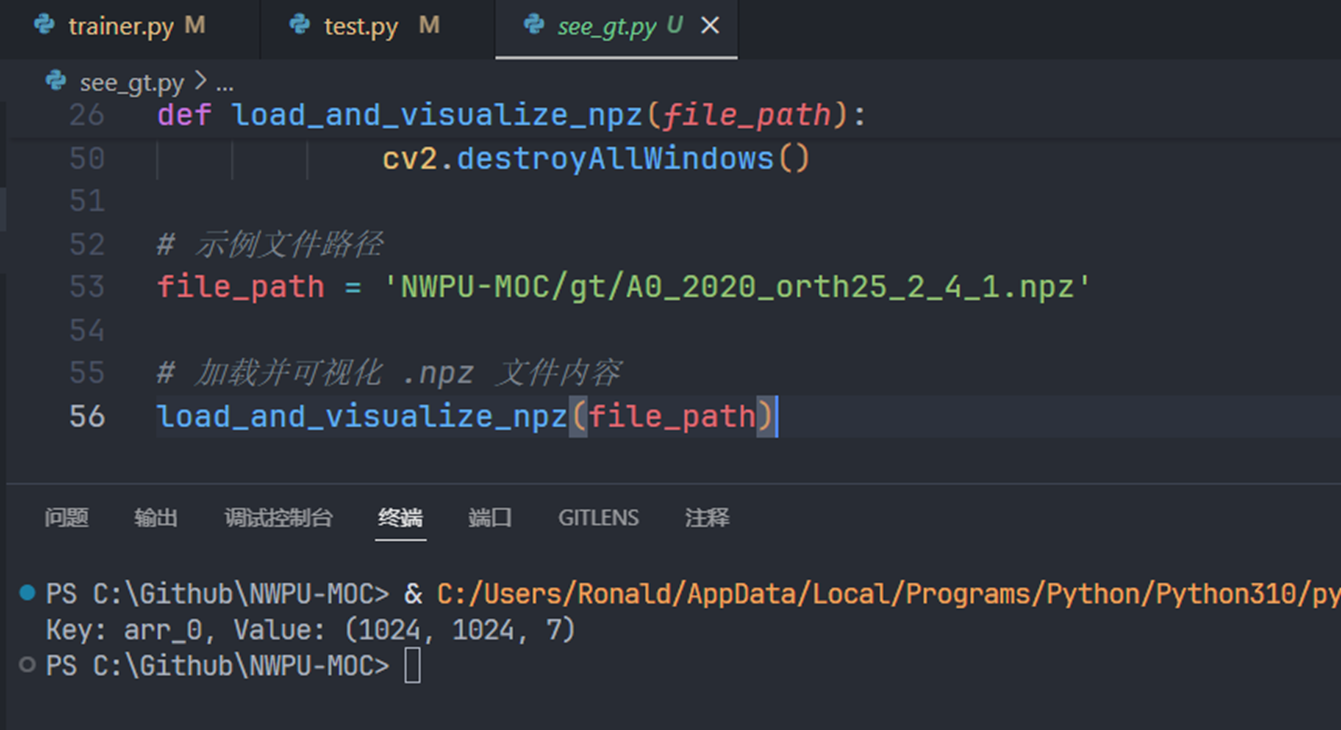 trainer.py M test.py M see_gt.py U
see_gt.py > ...
26 def load_and_visualize_npz(file_path):
50 cv2.destroyAllWindows()
51
52 # 示例文件路径
53 file_path = 'NWPU-MOC/gt/A0_2020_orth25_2_4_1.npz'
54
55 # 加载并可视化 .npz 文件内容
56 load_and_visualize_npz(file_path)
问题 输出 调试控制台 终端 端口 GITLENS 注释
PS C:\Github\NWPU-MOC> & C:/Users/Ronald/AppData/Local/Programs/Python/Python310/py
Key: arr_0, Value: (1024, 1024, 7)
PS C:\Github\NWPU-MOC>